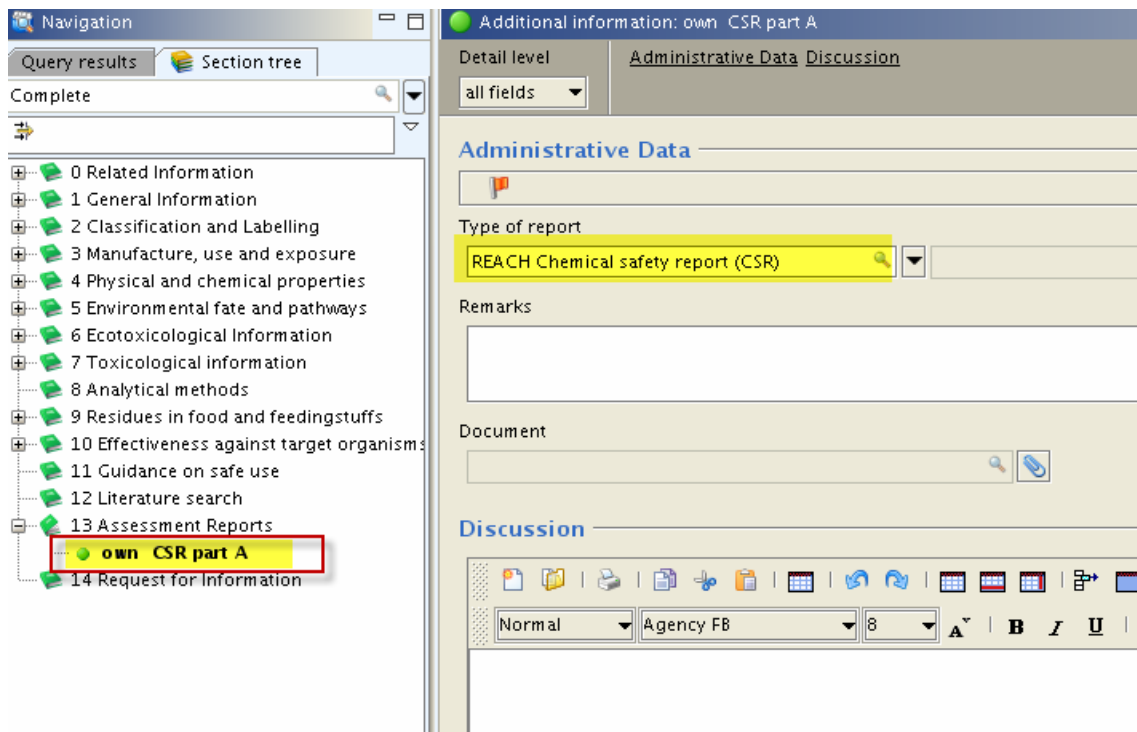 Navigation
Query results Section tree
Complete
0 Related Information
1 General Information
2 Classification and Labelling
3 Manufacture, use and exposure
4 Physical and chemical properties
5 Environmental fate and pathways
6 Ecotoxicological Information
7 Toxicological information
8 Analytical methods
9 Residues in food and feedingstuffs
10 Effectiveness against target organisms
11 Guidance on safe use
12 Literature search
13 Assessment Reports
own CSR part A
14 Request for Information
Additional information: own CSR part A
Detail level Administrative Data Discussion
all fields
Administrative Data
Type of report
REACH Chemical safety report (CSR)
Remarks
Document
Discussion
Normal Agency FB 8 A B I U